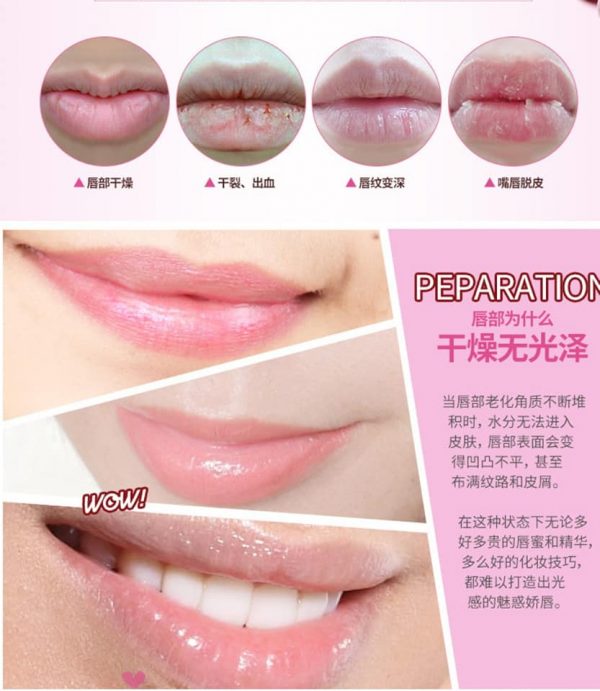 ▲唇部干燥
▲干裂、出血
▲唇纹变深
▲嘴唇脱皮
PEPARATION
唇部为什么
干燥无光泽
当唇部老化角质不断堆
积时,水分无法进入
皮肤,唇部表面会变
得凹凸不平,甚至
布满纹路和皮屑。
在这种状态下无论多
好多贵的唇蜜和精华,
多么好的化妆技巧,
都难以打造出光
感的魅惑娇唇。
WOW!